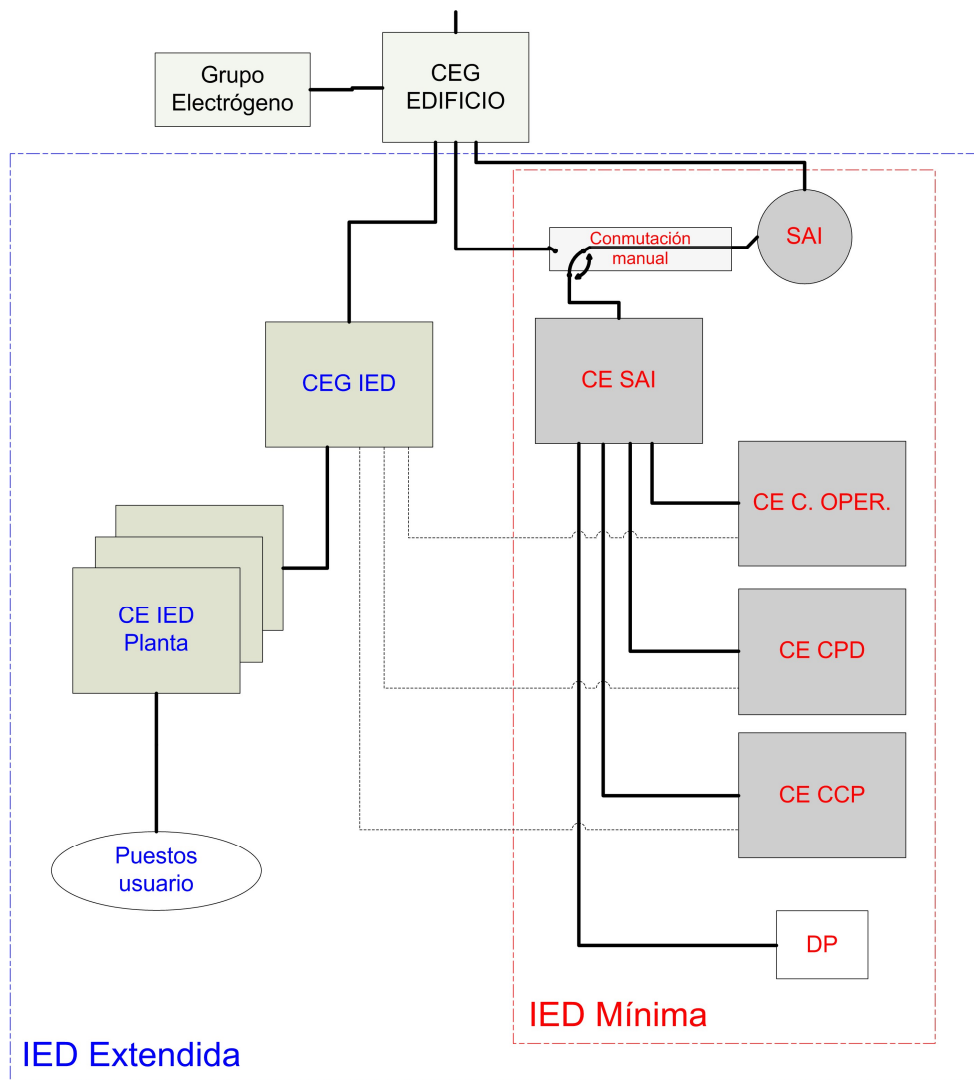 Grupo
Electrógeno
CEG
EDIFICIO
Conmutación
manual
SAI
CEG IED
CE SAI
CE C. OPER.
CE IED
Planta
CE CPD
CE CCP
Puestos
usuario
DP
IED Mínima
IED Extendida